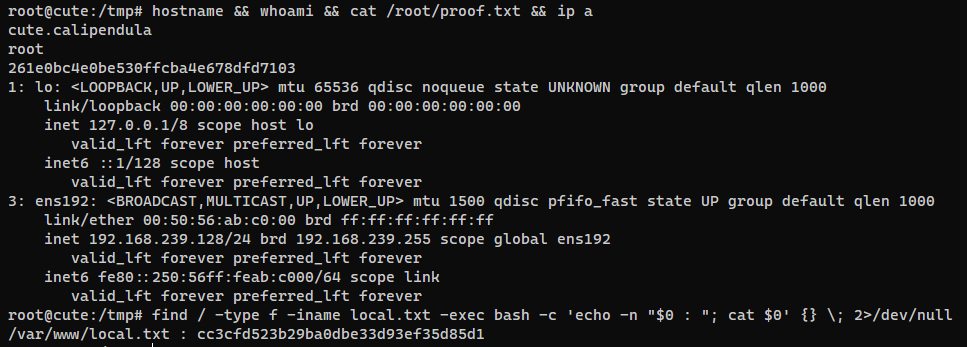 root@cute:/tmp# hostname && whoami && cat /root/proof.txt && ip a
cute.calipendula
root
261e0bc4e0be530ffcba4e678dfd7103
1: lo: <LOOPBACK,UP,LOWER_UP> mtu 65536 qdisc noqueue state UNKNOWN group default qlen 1000
    link/loopback 00:00:00:00:00:00 brd 00:00:00:00:00:00
    inet 127.0.0.1/8 scope host lo
       valid_lft forever preferred_lft forever
    inet6 ::1/128 scope host
       valid_lft forever preferred_lft forever
3: ens192: <BROADCAST,MULTICAST,UP,LOWER_UP> mtu 1500 qdisc pfifo_fast state UP group default qlen 1000
    link/ether 00:50:56:ab:c0:00 brd ff:ff:ff:ff:ff:ff
    inet 192.168.239.128/24 brd 192.168.239.255 scope global ens192
       valid_lft forever preferred_lft forever
    inet6 fe80::250:56ff:feab:c000/64 scope link
       valid_lft forever preferred_lft forever
root@cute:/tmp# find / -type f -iname local.txt -exec bash -c 'echo -n "$0 : "; cat $0' {} \; 2>/dev/null
/var/www/local.txt : cc3cfd523b29ba0dbe33d93ef35d85d1